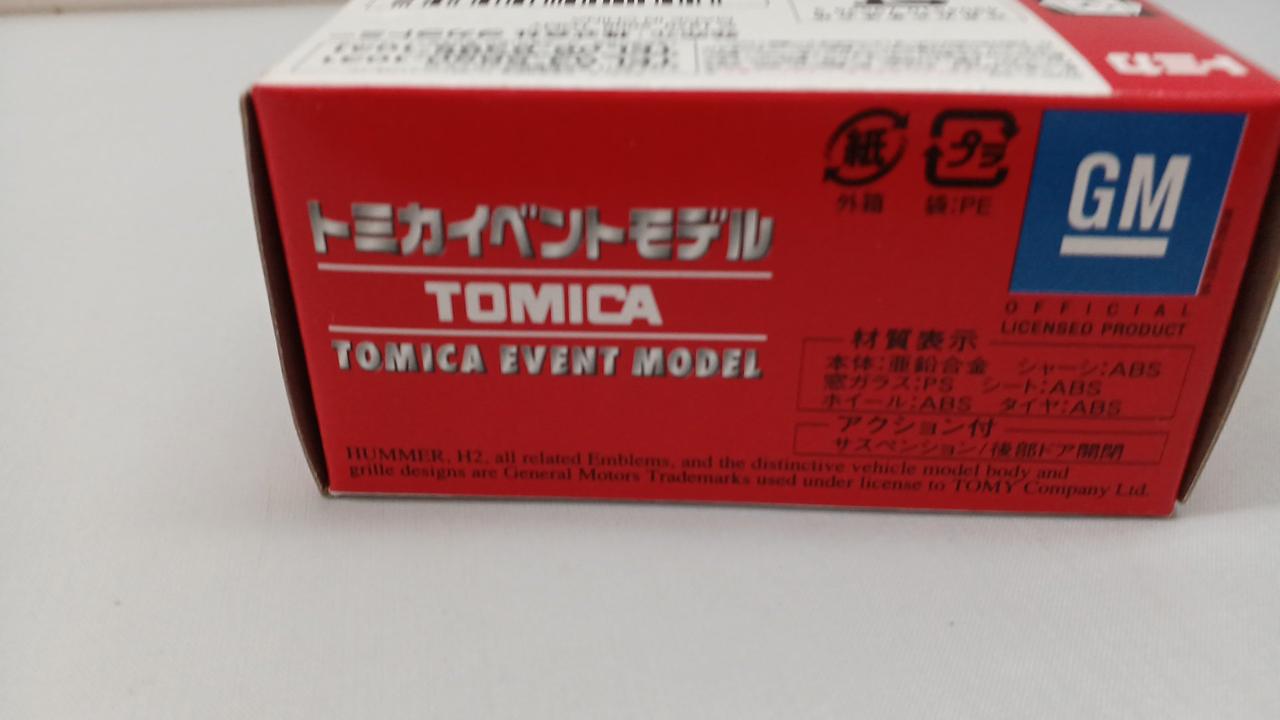 トミカ
トミカイベントモデル
TOMICA
TOMICA EVENT MODEL
紙
外箱
プラ
袋:PE
GM
OFFICIAL
LICENSED PRODUCT
材質表示
本体:亜鉛合金 シャーシ:ABS
窓ガラス:PS シート:ABS
ホイール:ABS タイヤ:ABS
アクション付
サスペンション/後部ドア開閉
HUMMER, H2, all related Emblems, and the distinctive vehicle model body and
grille designs are General Motors Trademarks used under license to TOMY Company Ltd.